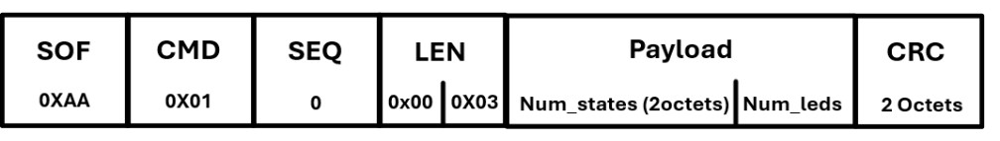 SOF CMD SEQ LEN Payload CRC
0XAA 0X01 0 0x00 0X03 Num_states (2octets) Num_leds 2 Octets